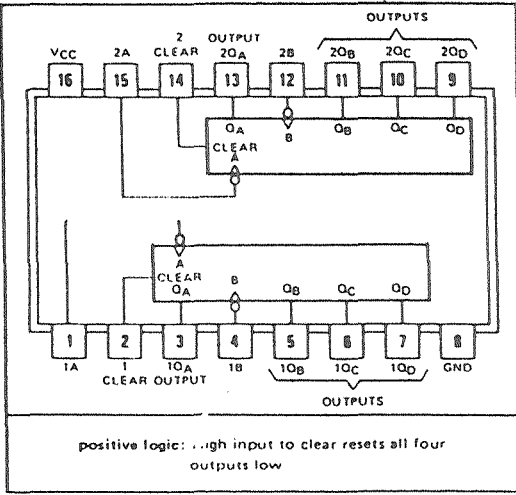 OUTPUTS
2 OUTPUT
VCC 2A CLEAR 2QA 2B 2QB 2QC 2QD
16 15 14 13 12 11 10 9
QA B QB QC QD
CLEAR
A
A
CLEAR B
QA QB QC QD
1 2 3 4 5 6 7 8
1A 1 1QA 1B 1QB 1QC 1QD GND
CLEAR OUTPUT
OUTPUTS
positive logic: input to clear resets all four
outputs low